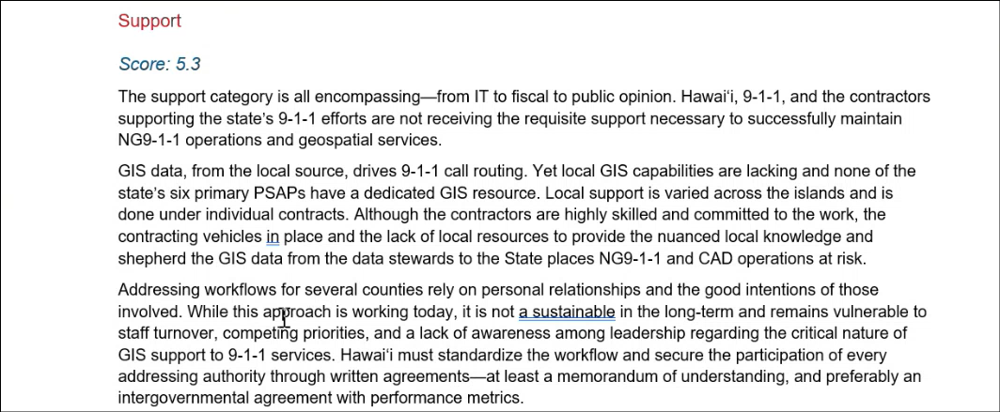 Support
Score: 5.3
The support category is all encompassing—from IT to fiscal to public opinion. Hawaiʻi, 9-1-1, and the contractors
supporting the state’s 9-1-1 efforts are not receiving the requisite support necessary to successfully maintain
NG9-1-1 operations and geospatial services.
GIS data, from the local source, drives 9-1-1 call routing. Yet local GIS capabilities are lacking and none of the
state’s six primary PSAPs have a dedicated GIS resource. Local support is varied across the islands and is
done under individual contracts. Although the contractors are highly skilled and committed to the work, the
contracting vehicles in place and the lack of local resources to provide the nuanced local knowledge and
shepherd the GIS data from the data stewards to the State places NG9-1-1 and CAD operations at risk.
Addressing workflows for several counties rely on personal relationships and the good intentions of those
involved. While this approach is working today, it is not a sustainable in the long-term and remains vulnerable to
staff turnover, competing priorities, and a lack of awareness among leadership regarding the critical nature of
GIS support to 9-1-1 services. Hawaiʻi must standardize the workflow and secure the participation of every
addressing authority through written agreements—at least a memorandum of understanding, and preferably an
intergovernmental agreement with performance metrics.